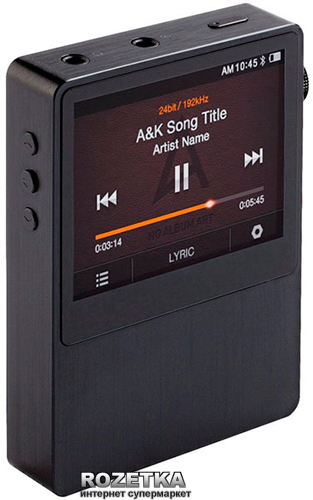 AM 10:45
24bit / 192kHz
A&K Song Title
Artist Name
0:03:14
0:05:45
NO ALBUM ART
LYRIC
ROZETKA
интернет супермаркет